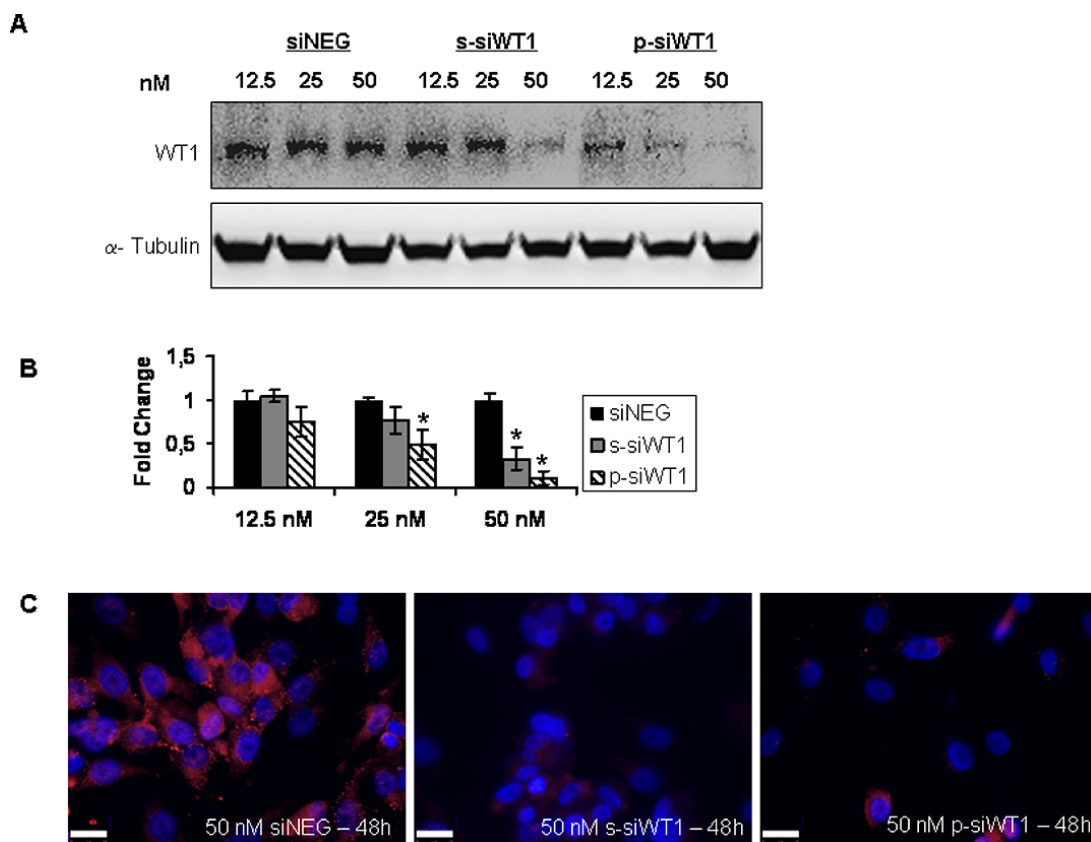 A
siNEG s-siWT1 p-siWT1
nM 12.5 25 50 12.5 25 50 12.5 25 50
WT1
α- Tubulin
B
Fold Change
1,5
1
0,5
0
* * *
12.5 nM 25 nM 50 nM
siNEG
s-siWT1
p-siWT1
C
50 nM siNEG – 48h 50 nM s-siWT1 – 48h 50 nM p-siWT1 – 48h